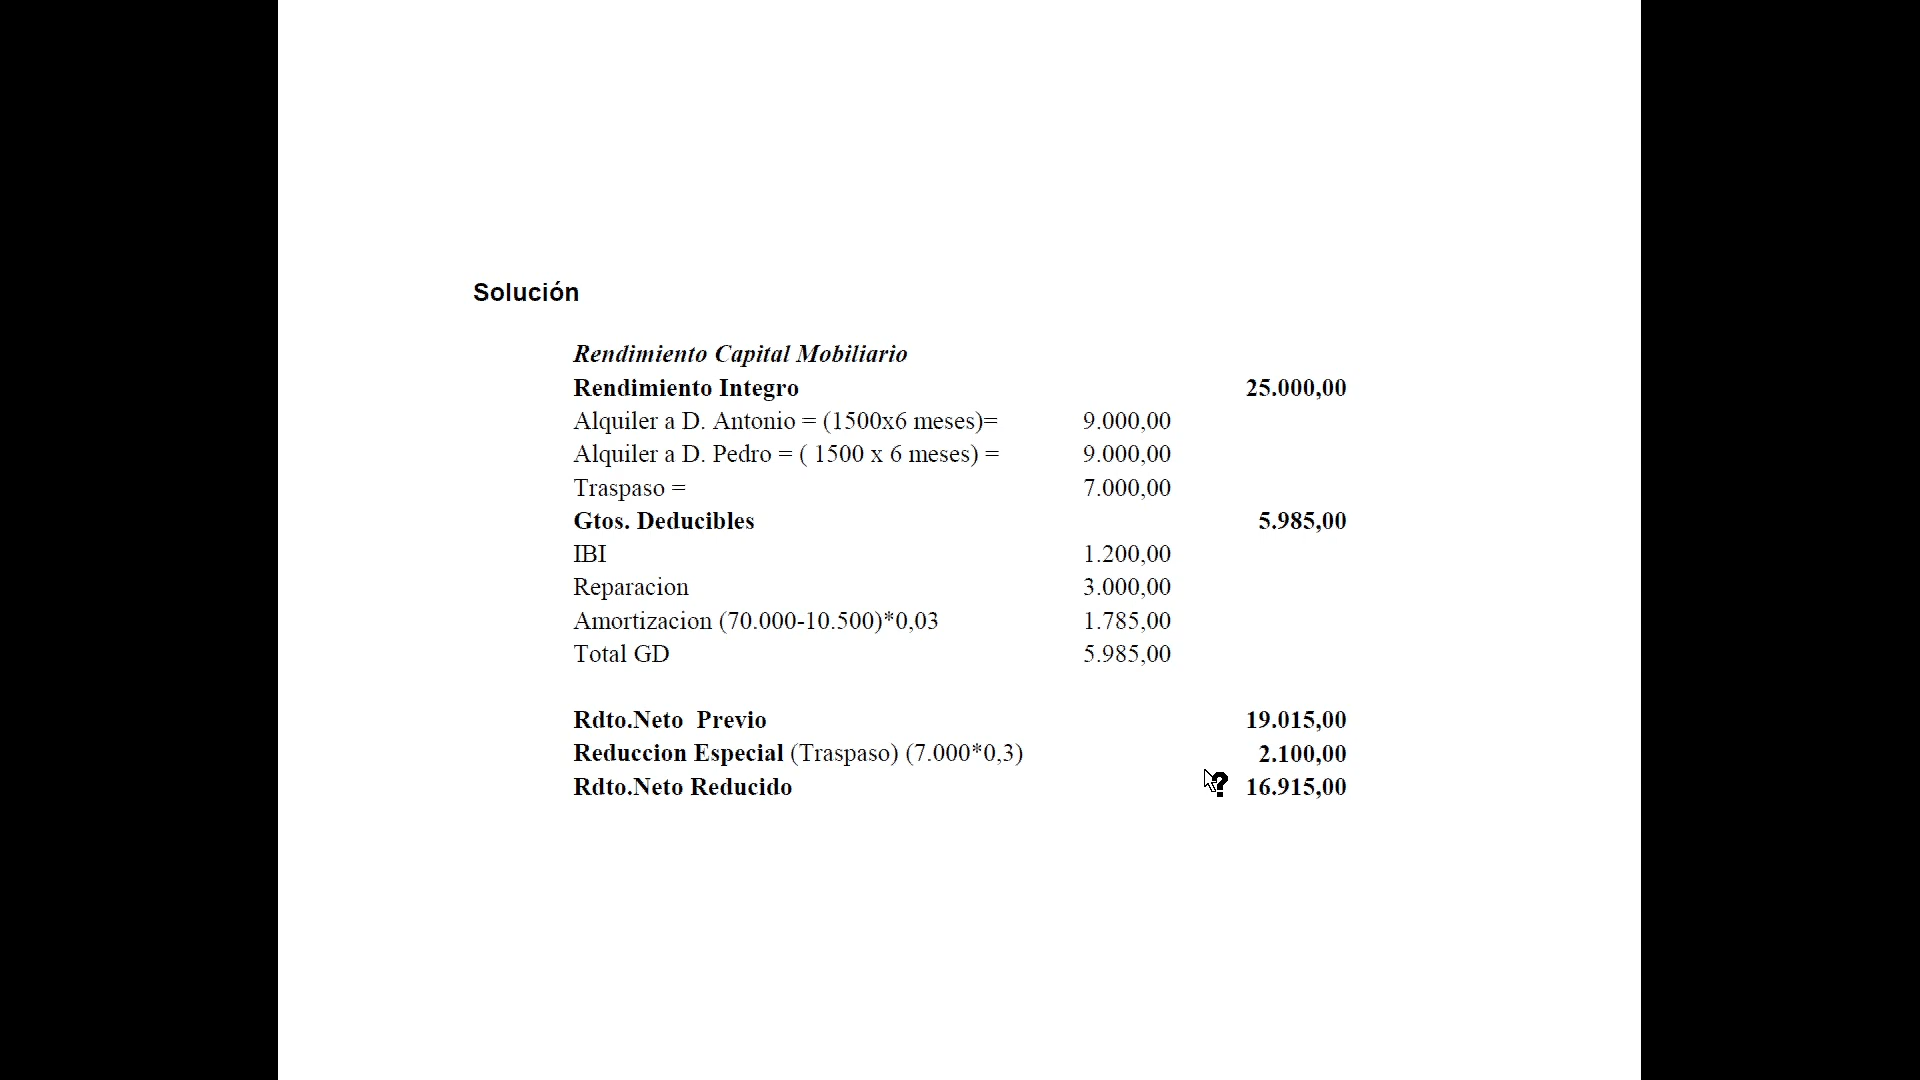 Solución
Rendimiento Capital Mobiliario
Rendimiento Integro 25.000,00
Alquiler a D. Antonio = (1500x6 meses)= 9.000,00
Alquiler a D. Pedro = ( 1500 x 6 meses) = 9.000,00
Traspaso = 7.000,00
Gtos. Deducibles 5.985,00
IBI 1.200,00
Reparacion 3.000,00
Amortizacion (70.000-10.500)*0,03 1.785,00
Total GD 5.985,00
Rdto.Neto Previo 19.015,00
Reduccion Especial (Traspaso) (7.000*0,3) 2.100,00
Rdto.Neto Reducido 16.915,00